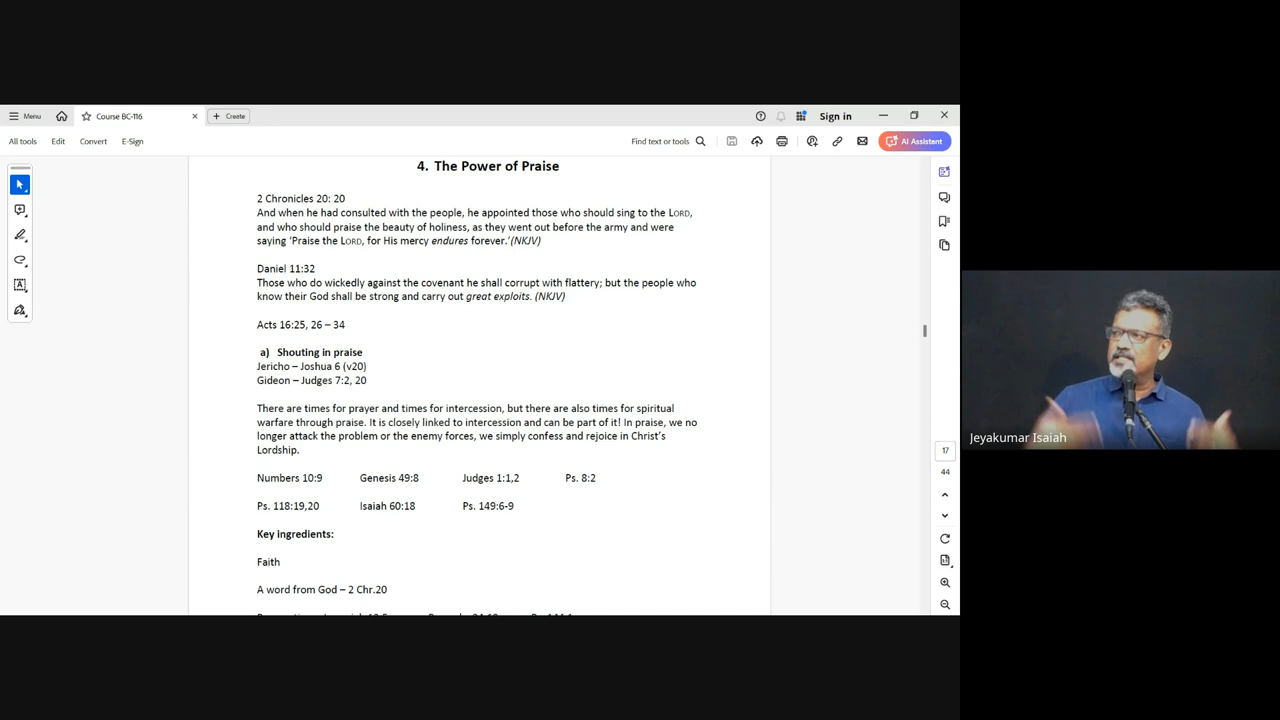 Menu
Course BC-116
Create
Sign in
All tools
Edit
Convert
E-Sign
Find text or tools
AI Assistant
4. The Power of Praise
2 Chronicles 20: 20
And when he had consulted with the people, he appointed those who should sing to the LORD,
and who should praise the beauty of holiness, as they went out before the army and were
saying ‘Praise the LORD, for His mercy endures forever.’(NKJV)
Daniel 11:32
Those who do wickedly against the covenant he shall corrupt with flattery; but the people who
know their God shall be strong and carry out great exploits. (NKJV)
Acts 16:25, 26 – 34
a) Shouting in praise
Jericho – Joshua 6 (v20)
Gideon – Judges 7:2, 20
There are times for prayer and times for intercession, but there are also times for spiritual
warfare through praise. It is closely linked to intercession and can be part of it! In praise, we no
longer attack the problem or the enemy forces, we simply confess and rejoice in Christ’s
Lordship.
Numbers 10:9 Genesis 49:8 Judges 1:1,2 Ps. 8:2
Ps. 118:19,20 Isaiah 60:18 Ps. 149:6-9
Key ingredients:
Faith
A word from God – 2 Chr.20
17
44
Jeyakumar Isaiah